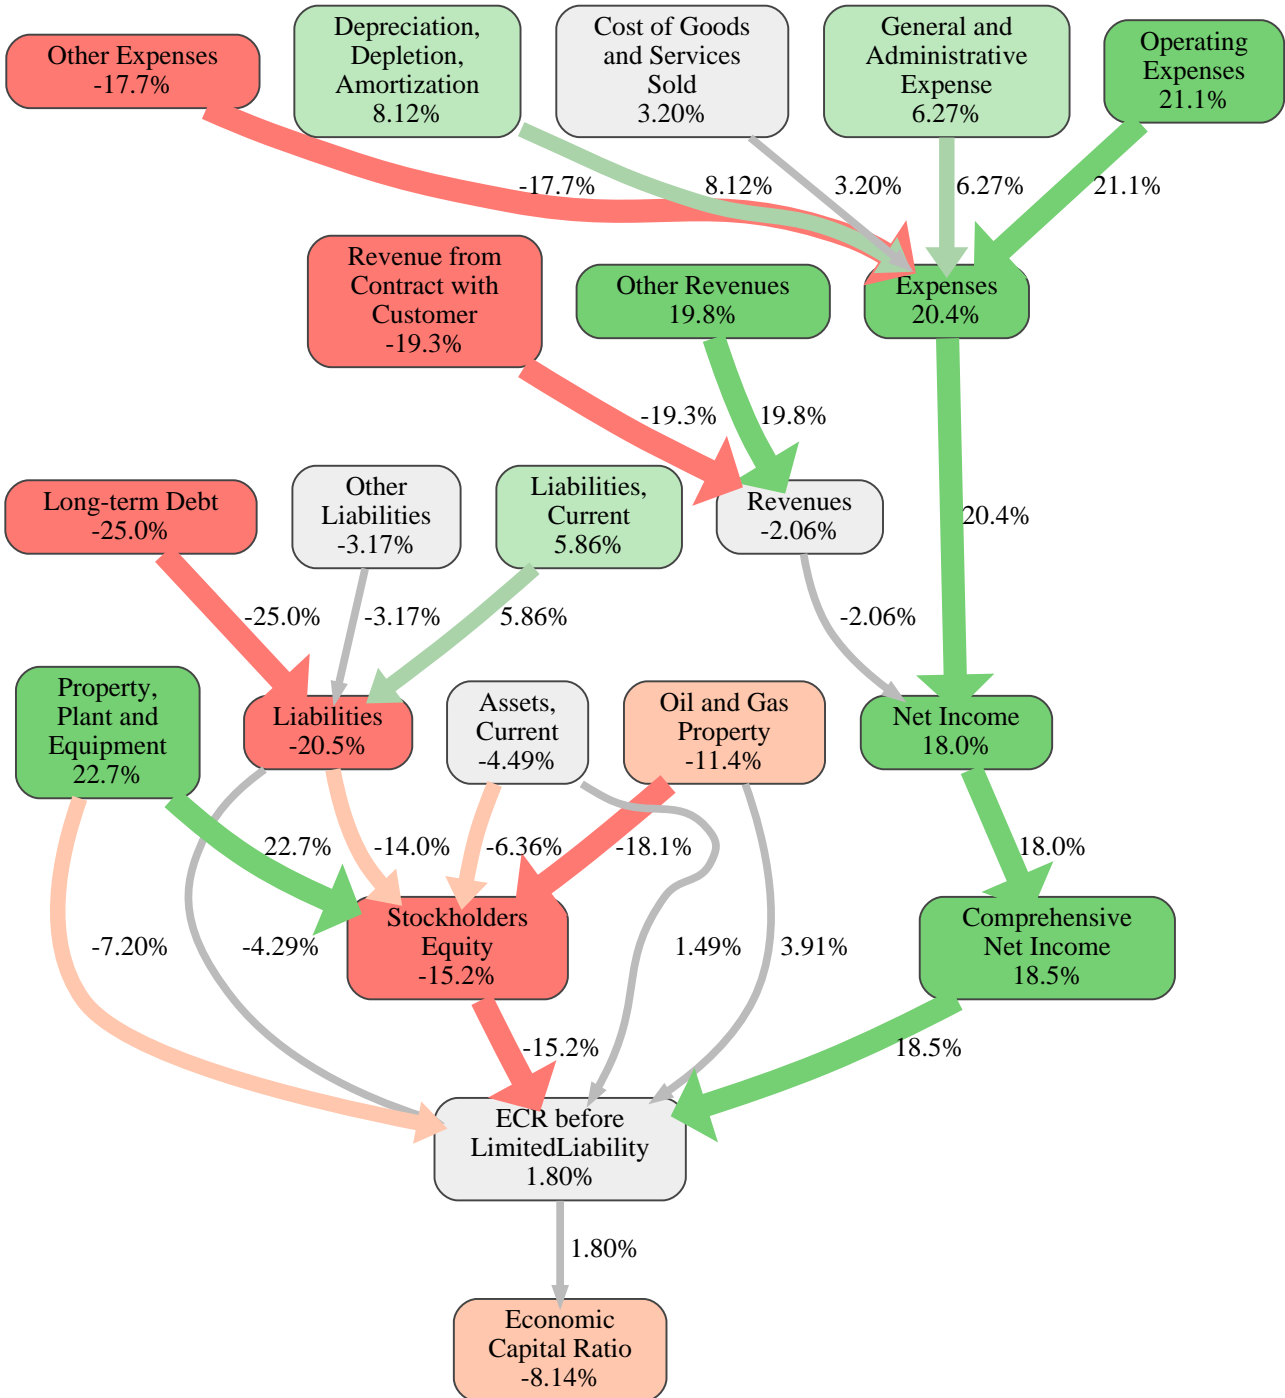 Other Expenses
-17.7%
Depreciation,
Depletion,
Amortization
8.12%
Cost of Goods
and Services
Sold
3.20%
General and
Administrative
Expense
6.27%
Operating
Expenses
21.1%
-17.7%
8.12%
3.20%
6.27%
21.1%
Revenue from
Contract with
Customer
-19.3%
Other Revenues
19.8%
Expenses
20.4%
-19.3%
19.8%
20.4%
Long-term Debt
-25.0%
Other
Liabilities
-3.17%
Liabilities,
Current
5.86%
Revenues
-2.06%
-25.0%
-3.17%
5.86%
-2.06%
Property,
Plant and
Equipment
22.7%
Liabilities
-20.5%
Assets,
Current
-4.49%
Oil and Gas
Property
-11.4%
Net Income
18.0%
22.7%
-14.0%
-6.36%
-18.1%
18.0%
-7.20%
-4.29%
Stockholders
Equity
-15.2%
1.49%
3.91%
Comprehensive
Net Income
18.5%
-15.2%
18.5%
ECR before
LimitedLiability
1.80%
1.80%
Economic
Capital Ratio
-8.14%